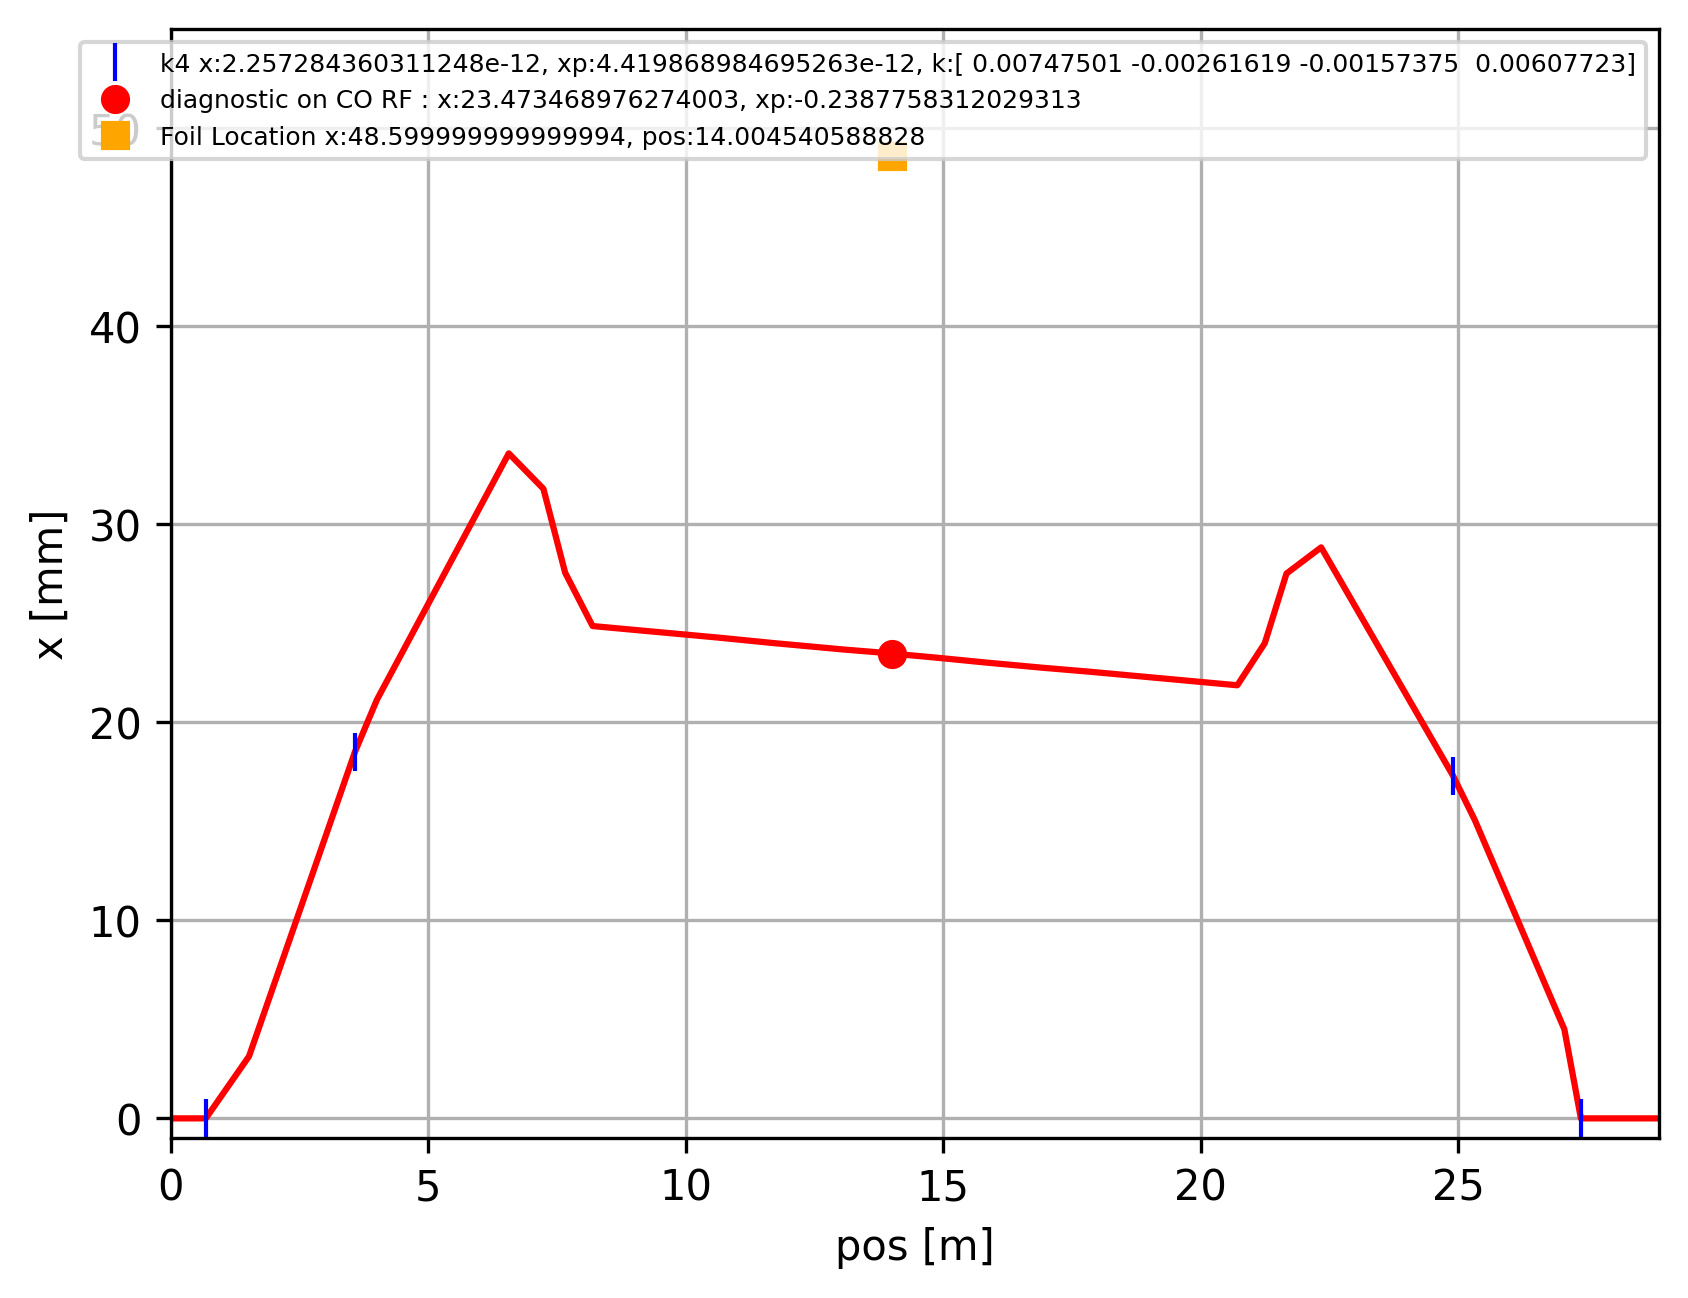 k4 x:2.257284360311248e-12, xp:4.419868984695263e-12, k:[ 0.00747501 -0.00261619 -0.00157375  0.00607723]
diagnostic on CO RF : x:23.473468976274003, xp:-0.2387758312029313
Foil Location x:48.599999999999994, pos:14.004540588828
50
40
30
20
10
0
x [mm]
0 5 10 15 20 25
pos [m]